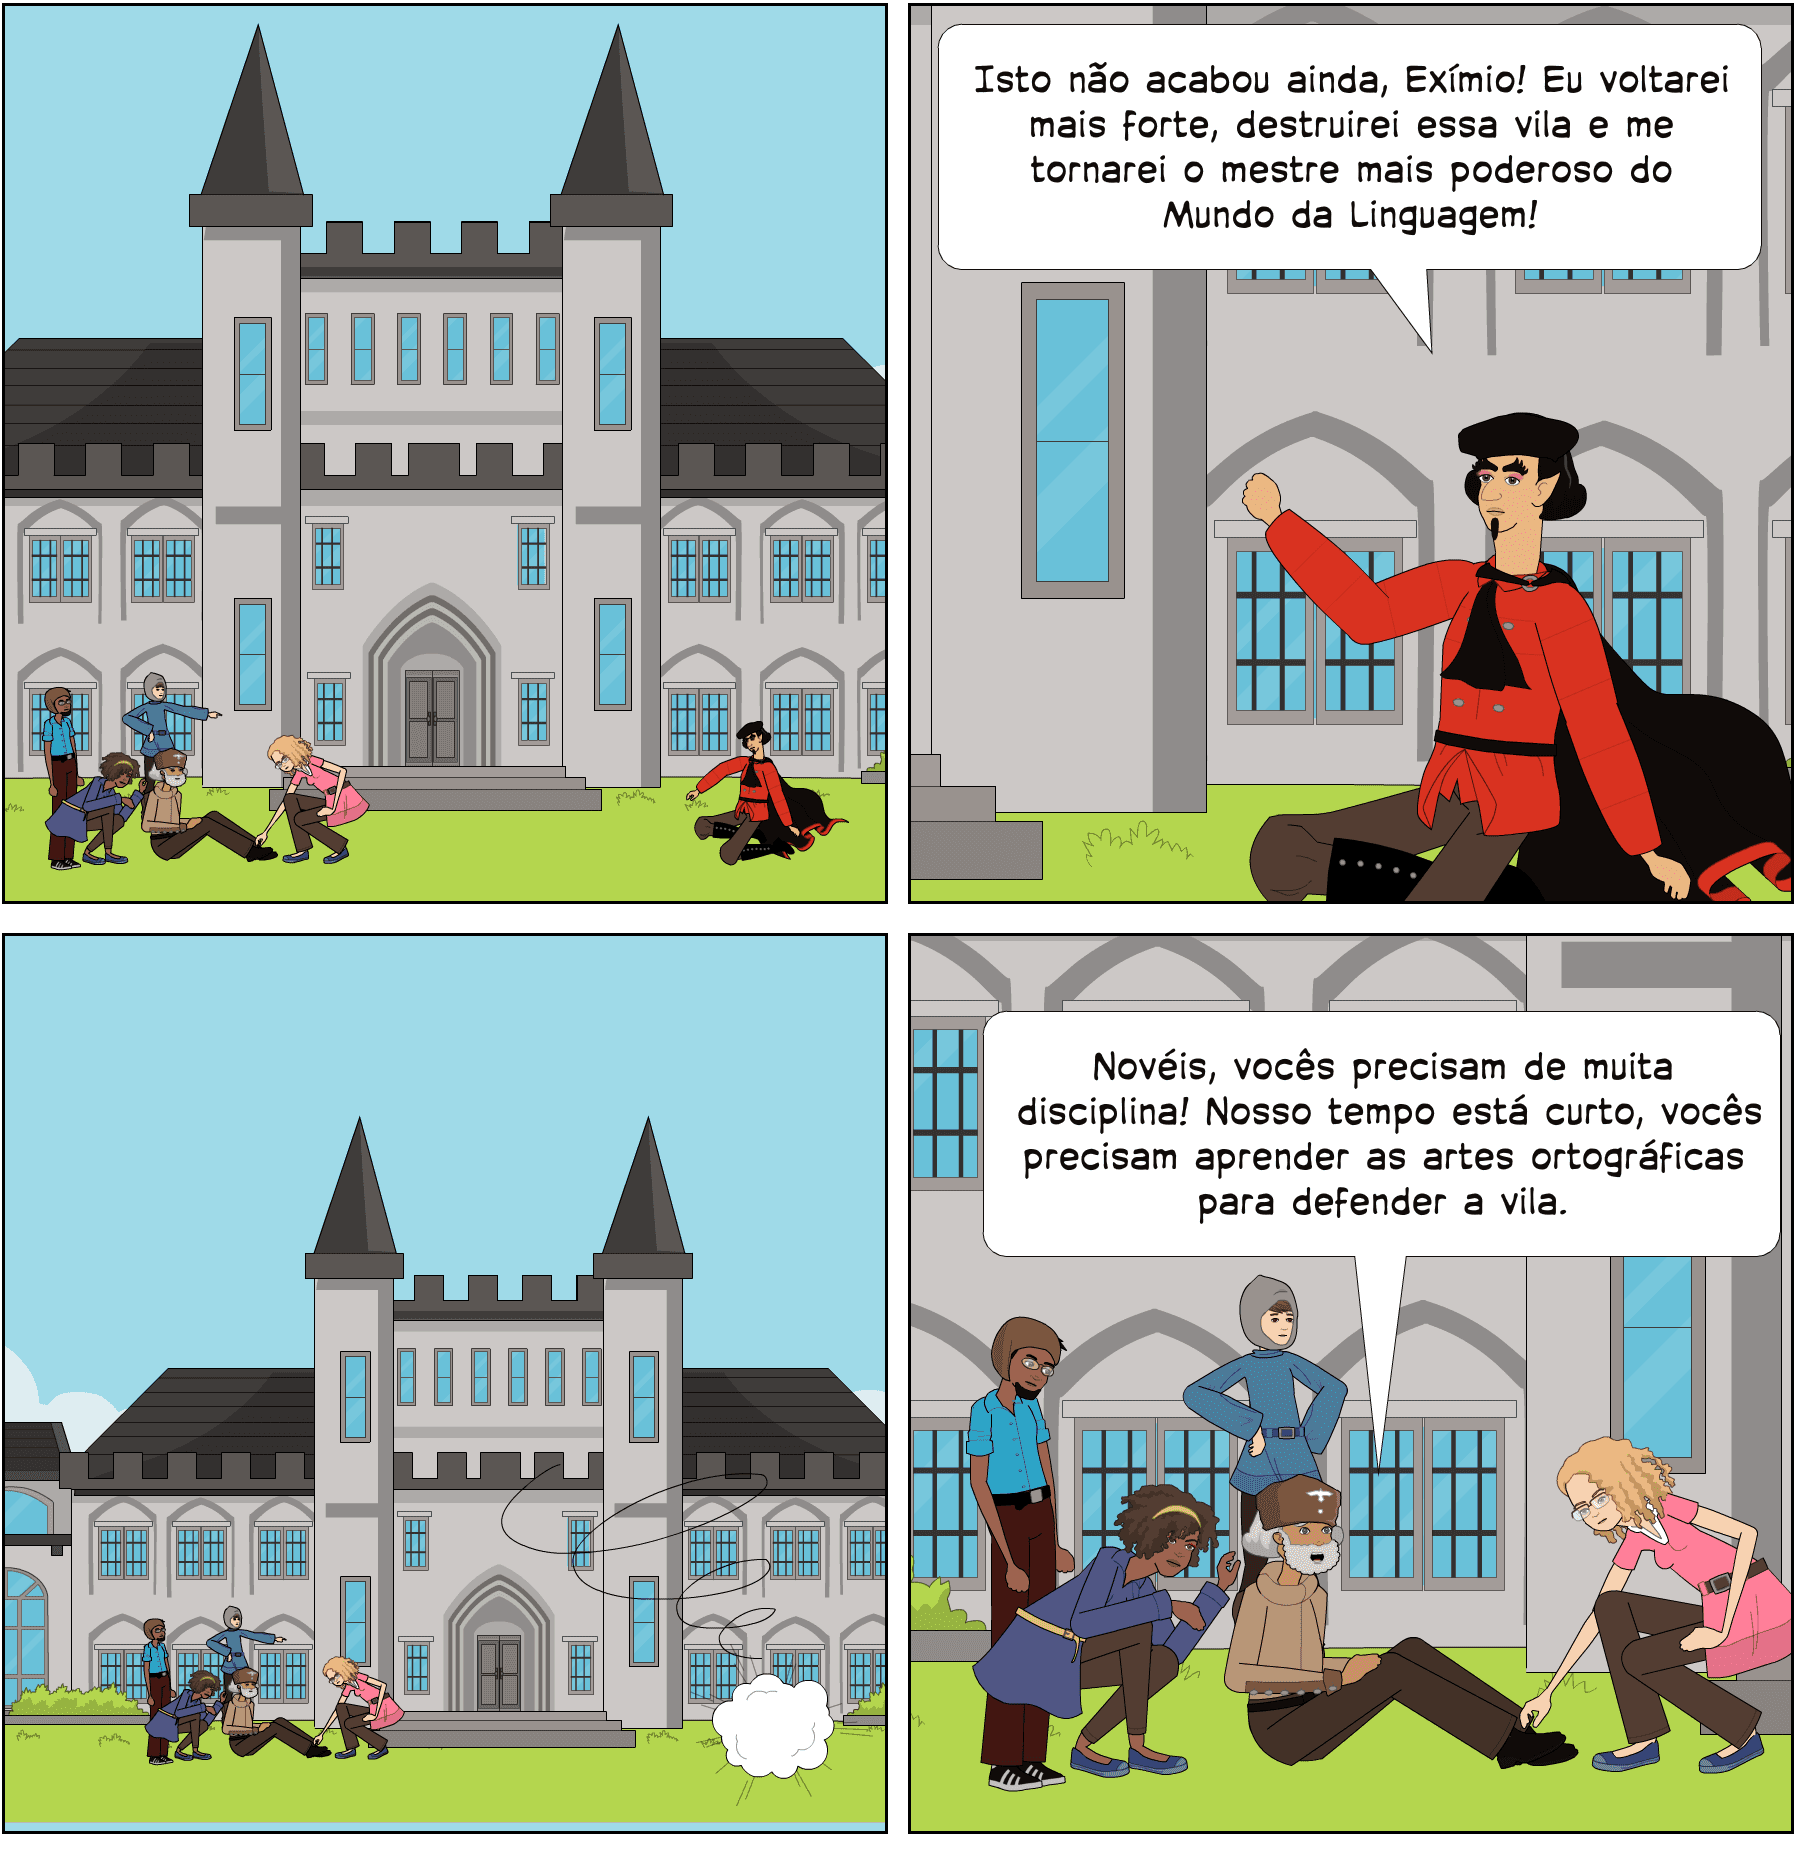 Isto não acabou ainda, Exímio! Eu voltarei
mais forte, destruirei essa vila e me
tornarei o mestre mais poderoso do
Mundo da Linguagem!
Novéis, vocês precisam de muita
disciplina! Nosso tempo está curto, vocês
precisam aprender as artes ortográficas
para defender a vila.